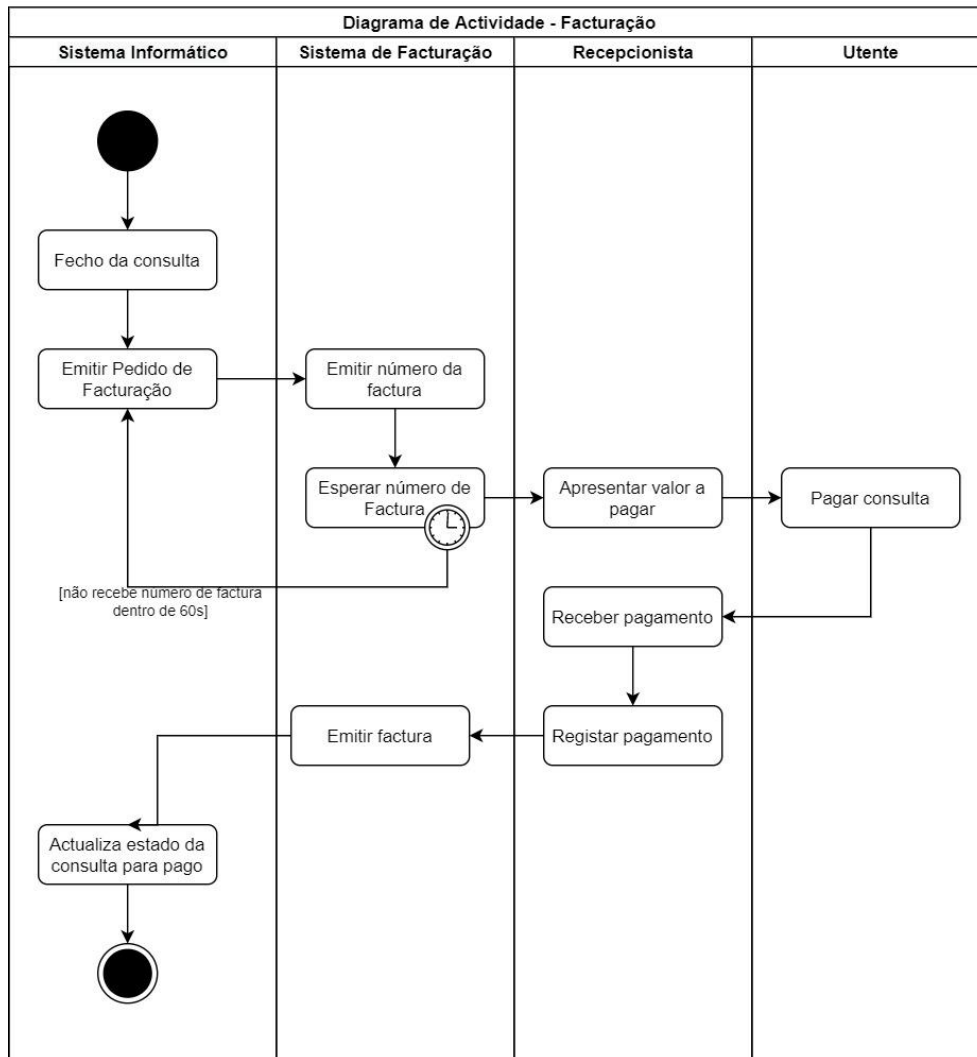 Diagrama de Actividade - Facturação
Sistema Informático
Sistema de Facturação
Recepcionista
Utente
Fecho da consulta
Emitir Pedido de
Facturação
Emitir número da
factura
Esperar número de
Factura
Apresentar valor a
pagar
Pagar consulta
[não recebe número de factura
dentro de 60s]
Receber pagamento
Registar pagamento
Emitir factura
Actualiza estado da
consulta para pago